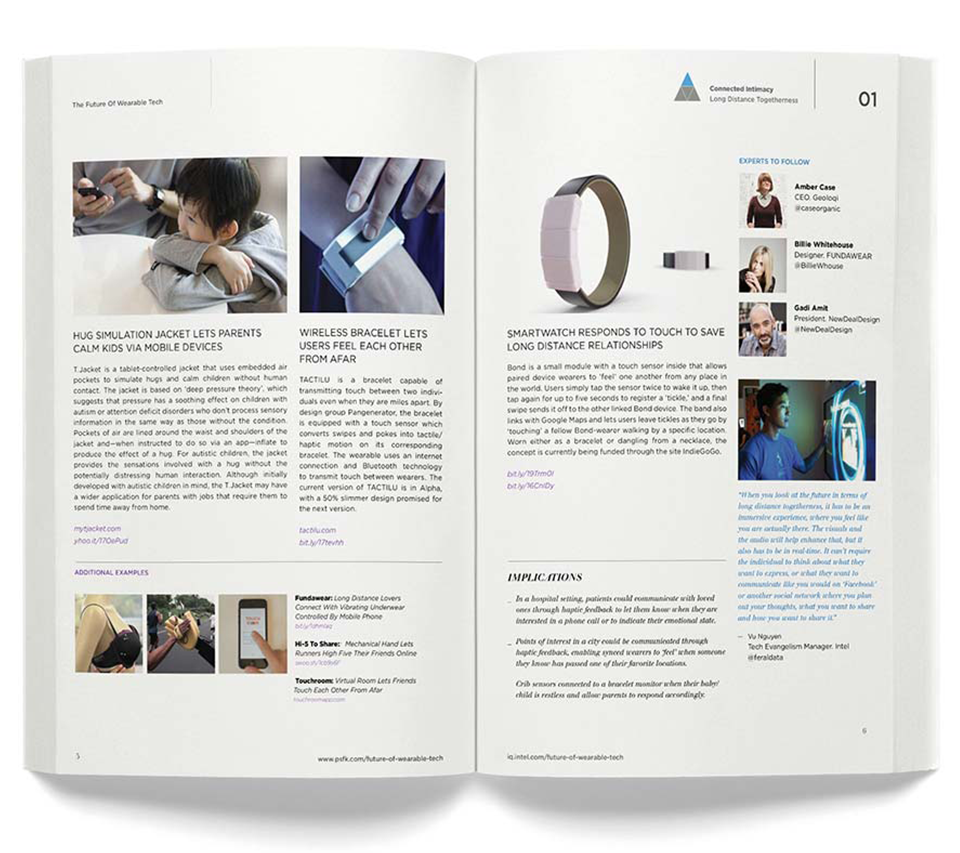 The Future Of Wearable Tech
HUG SIMULATION JACKET LETS PARENTS
CALM KIDS VIA MOBILE DEVICES
T.Jacket is a tablet-controlled jacket that uses embedded air
pockets to simulate hugs and calm children without human
contact. The jacket is based on ‘deep pressure theory’, which
suggests that pressure has a soothing effect on children with
autism or attention deficit disorders who don’t process sensory
information in the same way as those without the condition.
Pockets of air are lined around the waist and shoulders of the
jacket and—when instructed to do so via an app—inflate to
produce the effect of a hug. For autistic children, the jacket
provides the sensations involved with a hug without the
potentially distressing human interaction. Although initially
developed with autistic children in mind, the T.Jacket may have
a wider application for parents with jobs that require them to
spend time away from home.
mytjacket.com
yhoo.it/17OePud
WIRELESS BRACELET LETS
USERS FEEL EACH OTHER
FROM AFAR
TACTILU is a bracelet capable of
transmitting touch between two indivi-
duals even when they are miles apart. By
design group Pangenerator, the bracelet
is equipped with a touch sensor which
converts swipes and pokes into tactile/
haptic motion on its corresponding
bracelet. The wearable uses an internet
connection and Bluetooth technology
to transmit touch between wearers. The
current version of TACTILU is in Alpha,
with a 50% slimmer design promised for
the next version.
tactilu.com
bit.ly/17tevhh
ADDITIONAL EXAMPLES
Fundawear: Long Distance Lovers
Connect With Vibrating Underwear
Controlled By Mobile Phone
Hi-5 To Share: Mechanical Hand Lets
Runners High Five Their Friends Online
Touchroom: Virtual Room Lets Friends
Touch Each Other From Afar
touchroomapp.com
5
www.psfk.com/future-of-wearable-tech
Connected Intimacy
Long Distance Togetherness
01
SMARTWATCH RESPONDS TO TOUCH TO SAVE
LONG DISTANCE RELATIONSHIPS
Bond is a small module with a touch sensor inside that allows
paired device wearers to ‘feel’ one another from any place in
the world. Users simply tap the sensor twice to wake it up, then
tap again for up to five seconds to register a ‘tickle,’ and a final
swipe sends it off to the other linked Bond device. The band also
links with Google Maps and lets users leave tickles as they go by
‘touching’ a fellow Bond-wearer walking by a specific location.
Worn either as a bracelet or dangling from a necklace, the
concept is currently being funded through the site IndieGoGo.
bit.ly/19TrmOl
bit.ly/16CniDy
IMPLICATIONS
_ In a hospital setting, patients could communicate with loved
ones through haptic feedback to let them know when they are
interested in a phone call or to indicate their emotional date.
_ Points of interest in a city could be communicated through
haptic feedback, enabling synced wearers to ‘feel’ when someone
they know has passed one of their favorite locations.
Crib sensors connected to a bracelet monitor when their baby/
child is restless and allow parents to respond accordingly.
EXPERTS TO FOLLOW
Amber Case
CEO, Geoloqi
@caseorganic
Billie Whitehouse
Designer, FUNDAWEAR
@BillieWhouse
Gadi Amit
President, NewDealDesign
@NewDealDesign
“When you look at the future in terms of
long distance togetherness, it has to be an
immersive experience, where you feel like
you are actually there. The visuals and
the audio will help enhance that, but if
also has to be is real-time. It can’t require
the individual to think about what they
want to express, or what they want to
communicate like you would on ‘Facebook’
or another social network where you plan
out your thoughts, what you want to share
and how you want to share it.”
— Vu Nguyen
Tech Evangelism Manager, Intel
@feraldata
6
iq.intel.com/future-of-wearable-tech